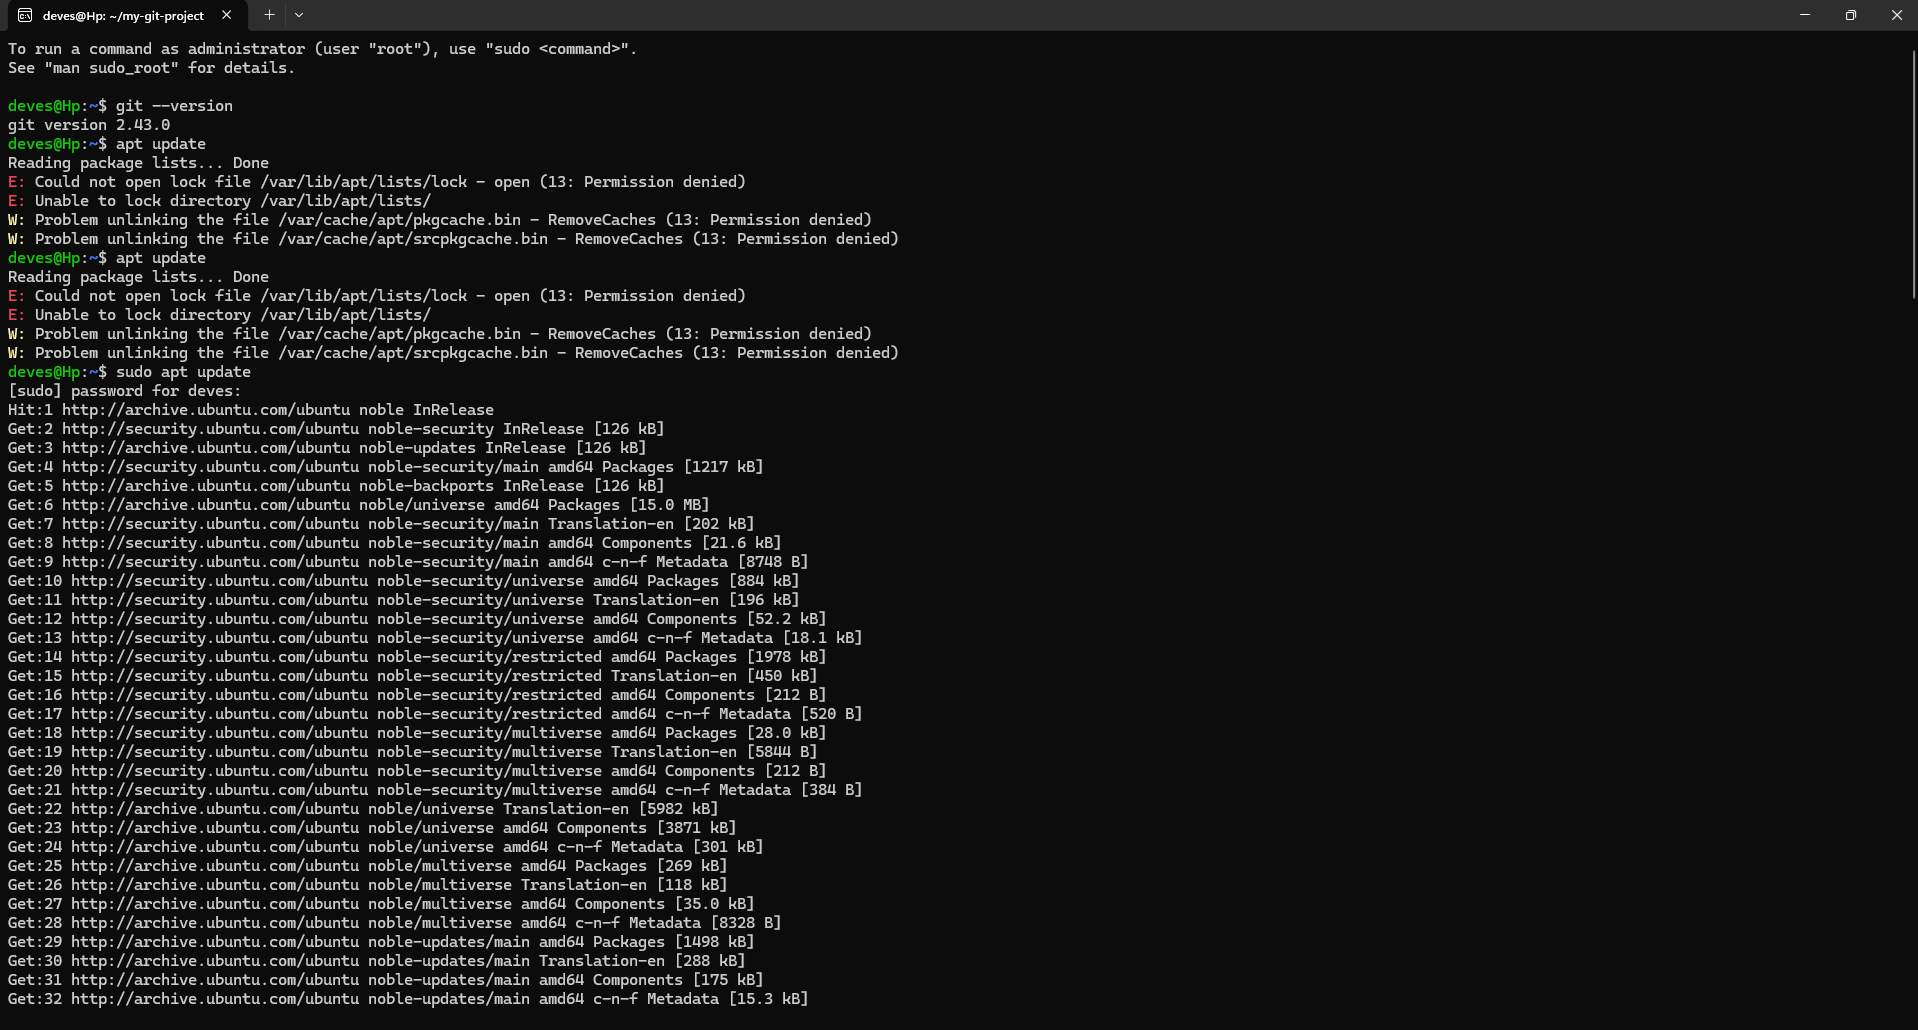 deves@Hp: ~/my-git-project
To run a command as administrator (user "root"), use "sudo <command>".
See "man sudo_root" for details.
deves@Hp:~$ git --version
git version 2.43.0
deves@Hp:~$ apt update
Reading package lists... Done
E: Could not open lock file /var/lib/apt/lists/lock - open (13: Permission denied)
E: Unable to lock directory /var/lib/apt/lists/
W: Problem unlinking the file /var/cache/apt/pkgcache.bin - RemoveCaches (13: Permission denied)
W: Problem unlinking the file /var/cache/apt/srcpkgcache.bin - RemoveCaches (13: Permission denied)
deves@Hp:~$ apt update
Reading package lists... Done
E: Could not open lock file /var/lib/apt/lists/lock - open (13: Permission denied)
E: Unable to lock directory /var/lib/apt/lists/
W: Problem unlinking the file /var/cache/apt/pkgcache.bin - RemoveCaches (13: Permission denied)
W: Problem unlinking the file /var/cache/apt/srcpkgcache.bin - RemoveCaches (13: Permission denied)
deves@Hp:~$ sudo apt update
[sudo] password for deves:
Hit:1 http://archive.ubuntu.com/ubuntu noble InRelease
Get:2 http://security.ubuntu.com/ubuntu noble-security InRelease [126 kB]
Get:3 http://archive.ubuntu.com/ubuntu noble-updates InRelease [126 kB]
Get:4 http://security.ubuntu.com/ubuntu noble-security/main amd64 Packages [1217 kB]
Get:5 http://archive.ubuntu.com/ubuntu noble-backports InRelease [126 kB]
Get:6 http://archive.ubuntu.com/ubuntu noble/universe amd64 Packages [15.0 MB]
Get:7 http://security.ubuntu.com/ubuntu noble-security/main Translation-en [202 kB]
Get:8 http://security.ubuntu.com/ubuntu noble-security/main amd64 Components [21.6 kB]
Get:9 http://security.ubuntu.com/ubuntu noble-security/main amd64 c-n-f Metadata [8748 B]
Get:10 http://security.ubuntu.com/ubuntu noble-security/universe amd64 Packages [884 kB]
Get:11 http://security.ubuntu.com/ubuntu noble-security/universe Translation-en [196 kB]
Get:12 http://security.ubuntu.com/ubuntu noble-security/universe amd64 Components [52.2 kB]
Get:13 http://security.ubuntu.com/ubuntu noble-security/universe amd64 c-n-f Metadata [18.1 kB]
Get:14 http://security.ubuntu.com/ubuntu noble-security/restricted amd64 Packages [1978 kB]
Get:15 http://security.ubuntu.com/ubuntu noble-security/restricted Translation-en [450 kB]
Get:16 http://security.ubuntu.com/ubuntu noble-security/restricted amd64 Components [212 B]
Get:17 http://security.ubuntu.com/ubuntu noble-security/restricted amd64 c-n-f Metadata [520 B]
Get:18 http://security.ubuntu.com/ubuntu noble-security/multiverse amd64 Packages [28.0 kB]
Get:19 http://security.ubuntu.com/ubuntu noble-security/multiverse Translation-en [5844 B]
Get:20 http://security.ubuntu.com/ubuntu noble-security/multiverse amd64 Components [212 B]
Get:21 http://security.ubuntu.com/ubuntu noble-security/multiverse amd64 c-n-f Metadata [384 B]
Get:22 http://archive.ubuntu.com/ubuntu noble/universe Translation-en [5982 kB]
Get:23 http://archive.ubuntu.com/ubuntu noble/universe amd64 Components [3871 kB]
Get:24 http://archive.ubuntu.com/ubuntu noble/universe amd64 c-n-f Metadata [301 kB]
Get:25 http://archive.ubuntu.com/ubuntu noble/multiverse amd64 Packages [269 kB]
Get:26 http://archive.ubuntu.com/ubuntu noble/multiverse Translation-en [118 kB]
Get:27 http://archive.ubuntu.com/ubuntu noble/multiverse amd64 Components [35.0 kB]
Get:28 http://archive.ubuntu.com/ubuntu noble/multiverse amd64 c-n-f Metadata [8328 B]
Get:29 http://archive.ubuntu.com/ubuntu noble-updates/main amd64 Packages [1498 kB]
Get:30 http://archive.ubuntu.com/ubuntu noble-updates/main Translation-en [288 kB]
Get:31 http://archive.ubuntu.com/ubuntu noble-updates/main amd64 Components [175 kB]
Get:32 http://archive.ubuntu.com/ubuntu noble-updates/main amd64 c-n-f Metadata [15.3 kB]